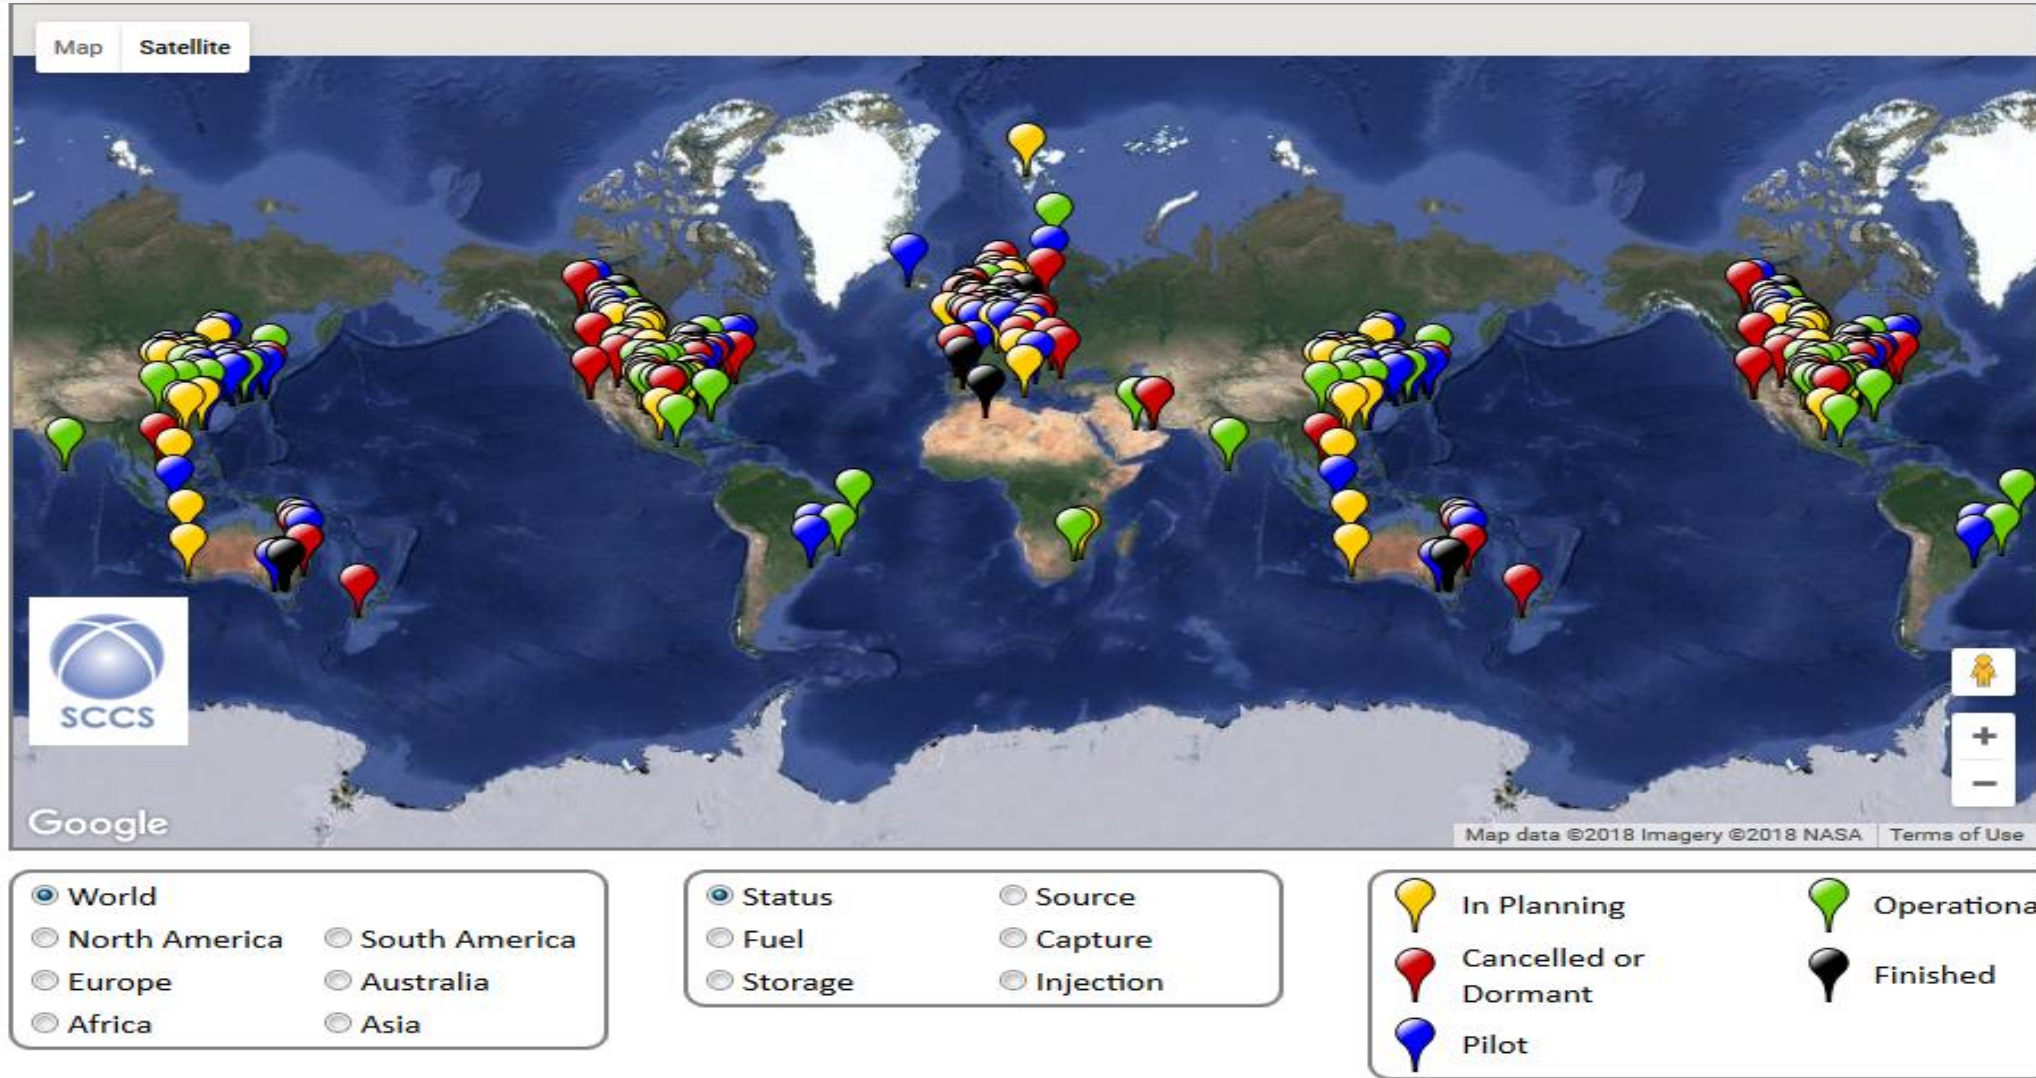 Map Satellite
SCCS
Google
Map data ©2018 Imagery ©2018 NASA Terms of Use
World
North America South America
Europe Australia
Africa Asia
Status Source
Fuel Capture
Storage Injection
In Planning Operationa
Cancelled or
Dormant
Finished
Pilot